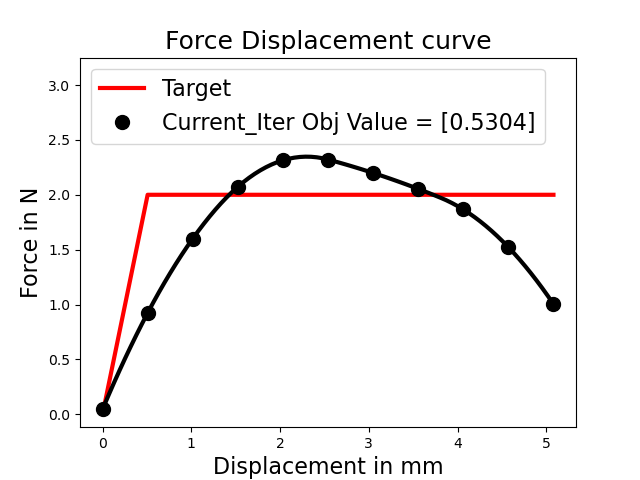 Force Displacement curve
Target
Current_Iter Obj Value = [0.5304]
3.0
2.5
2.0
1.5
1.0
0.5
0.0
Force in N
0 1 2 3 4 5
Displacement in mm